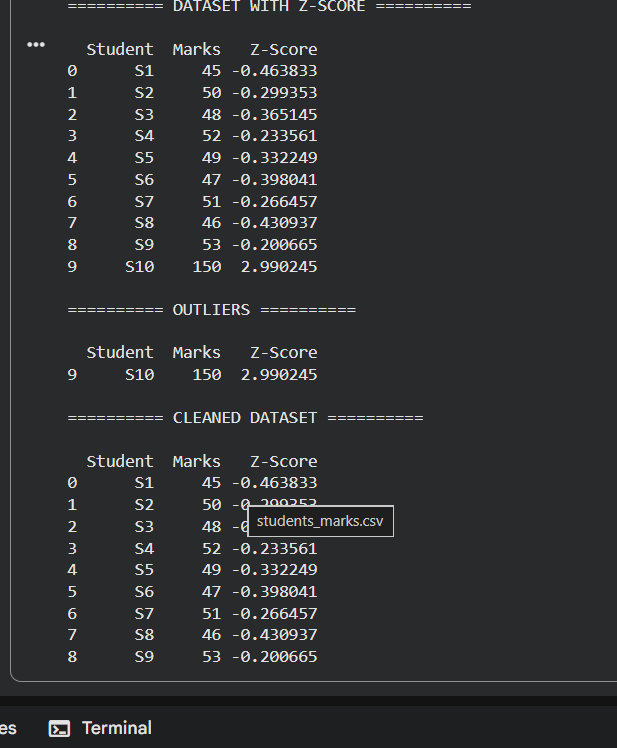 ========== DATASET WITH Z-SCORE ==========
Student Marks Z-Score
0 S1 45 -0.463833
1 S2 50 -0.299353
2 S3 48 -0.365145
3 S4 52 -0.233561
4 S5 49 -0.332249
5 S6 47 -0.398041
6 S7 51 -0.266457
7 S8 46 -0.430937
8 S9 53 -0.200665
9 S10 150 2.990245
========== OUTLIERS ==========
Student Marks Z-Score
9 S10 150 2.990245
========== CLEANED DATASET ==========
Student Marks Z-Score
0 S1 45 -0.463833
1 S2 50 -0.299353
2 S3 48 -0
students_marks.csv
3 S4 52 -0.233561
4 S5 49 -0.332249
5 S6 47 -0.398041
6 S7 51 -0.266457
7 S8 46 -0.430937
8 S9 53 -0.200665
es
Terminal